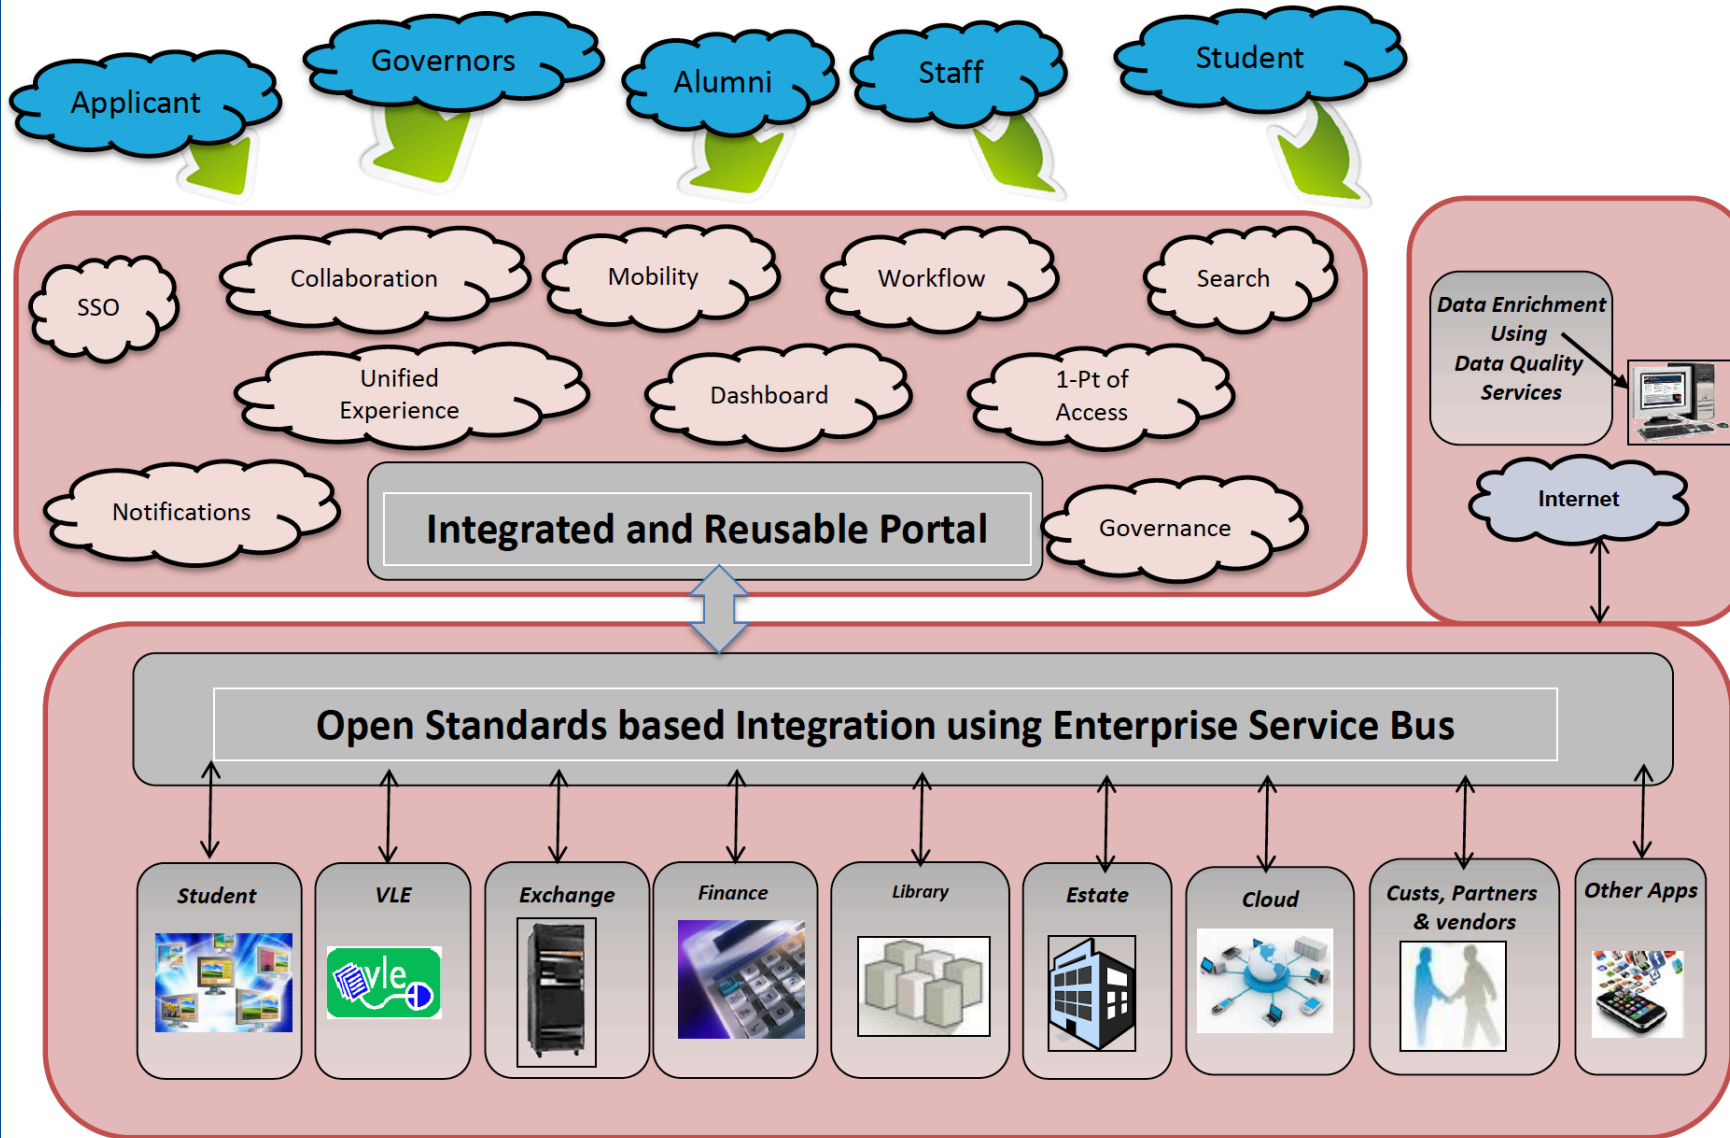 Applicant
Governors
Alumni
Staff
Student
SSO
Collaboration
Mobility
Workflow
Search
Unified
Experience
Dashboard
1-Pt of
Access
Notifications
Integrated and Reusable Portal
Governance
Data Enrichment
Using
Data Quality
Services
Internet
Open Standards based Integration using Enterprise Service Bus
Student
VLE
vle
Exchange
Finance
Library
Estate
Cloud
Custs, Partners
& vendors
Other Apps